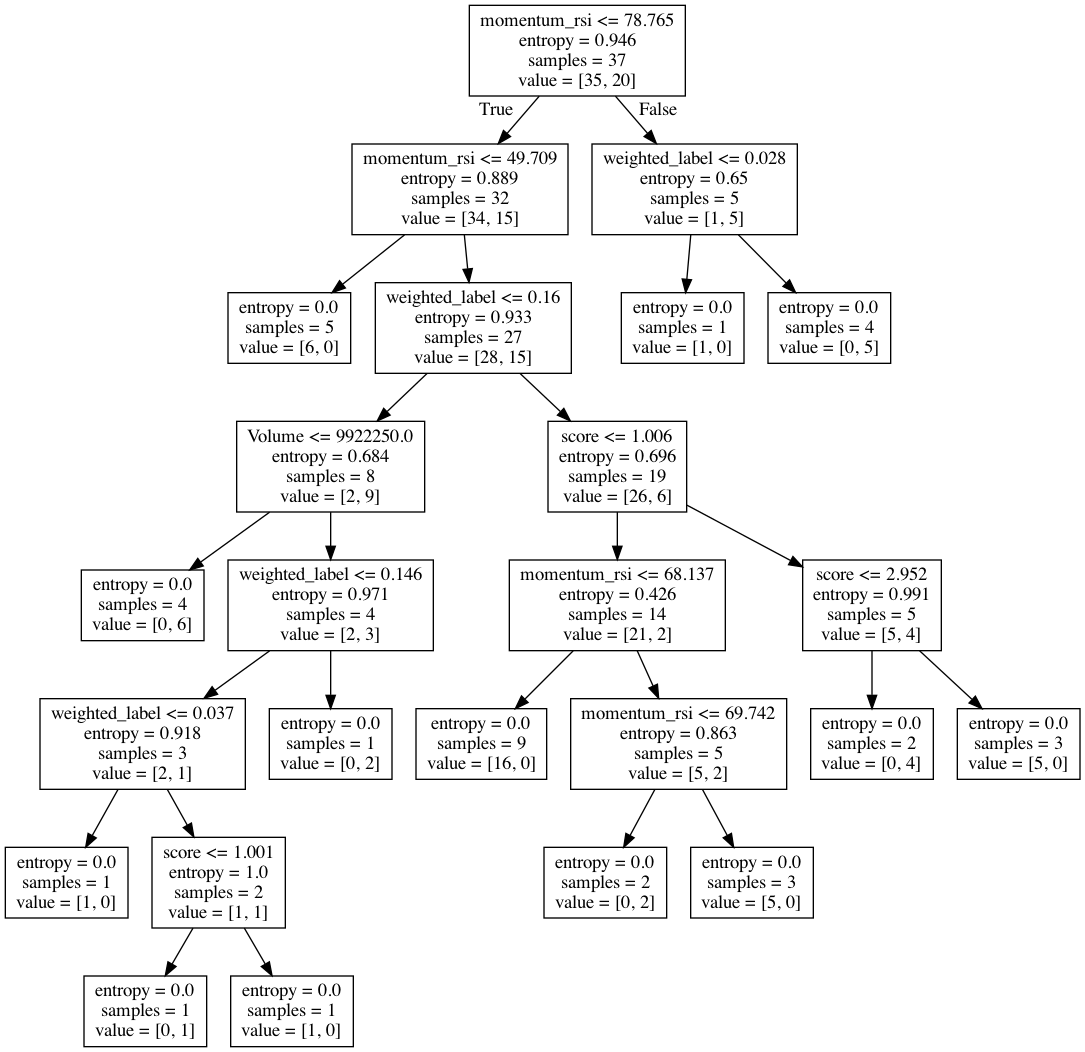 momentum_rsi <= 78.765
entropy = 0.946
samples = 37
value = [35, 20]
True
False
momentum_rsi <= 49.709
entropy = 0.889
samples = 32
value = [34, 15]
weighted_label <= 0.028
entropy = 0.65
samples = 5
value = [1, 5]
entropy = 0.0
samples = 5
value = [6, 0]
weighted_label <= 0.16
entropy = 0.933
samples = 27
value = [28, 15]
entropy = 0.0
samples = 1
value = [1, 0]
entropy = 0.0
samples = 4
value = [0, 5]
Volume <= 9922250.0
entropy = 0.684
samples = 8
value = [2, 9]
score <= 1.006
entropy = 0.696
samples = 19
value = [26, 6]
entropy = 0.0
samples = 4
value = [0, 6]
weighted_label <= 0.146
entropy = 0.971
samples = 4
value = [2, 3]
momentum_rsi <= 68.137
entropy = 0.426
samples = 14
value = [21, 2]
score <= 2.952
entropy = 0.991
samples = 5
value = [5, 4]
weighted_label <= 0.037
entropy = 0.918
samples = 3
value = [2, 1]
entropy = 0.0
samples = 1
value = [0, 2]
entropy = 0.0
samples = 9
value = [16, 0]
momentum_rsi <= 69.742
entropy = 0.863
samples = 5
value = [5, 2]
entropy = 0.0
samples = 2
value = [0, 4]
entropy = 0.0
samples = 3
value = [5, 0]
entropy = 0.0
samples = 1
value = [1, 0]
score <= 1.001
entropy = 1.0
samples = 2
value = [1, 1]
entropy = 0.0
samples = 2
value = [0, 2]
entropy = 0.0
samples = 3
value = [5, 0]
entropy = 0.0
samples = 1
value = [0, 1]
entropy = 0.0
samples = 1
value = [1, 0]